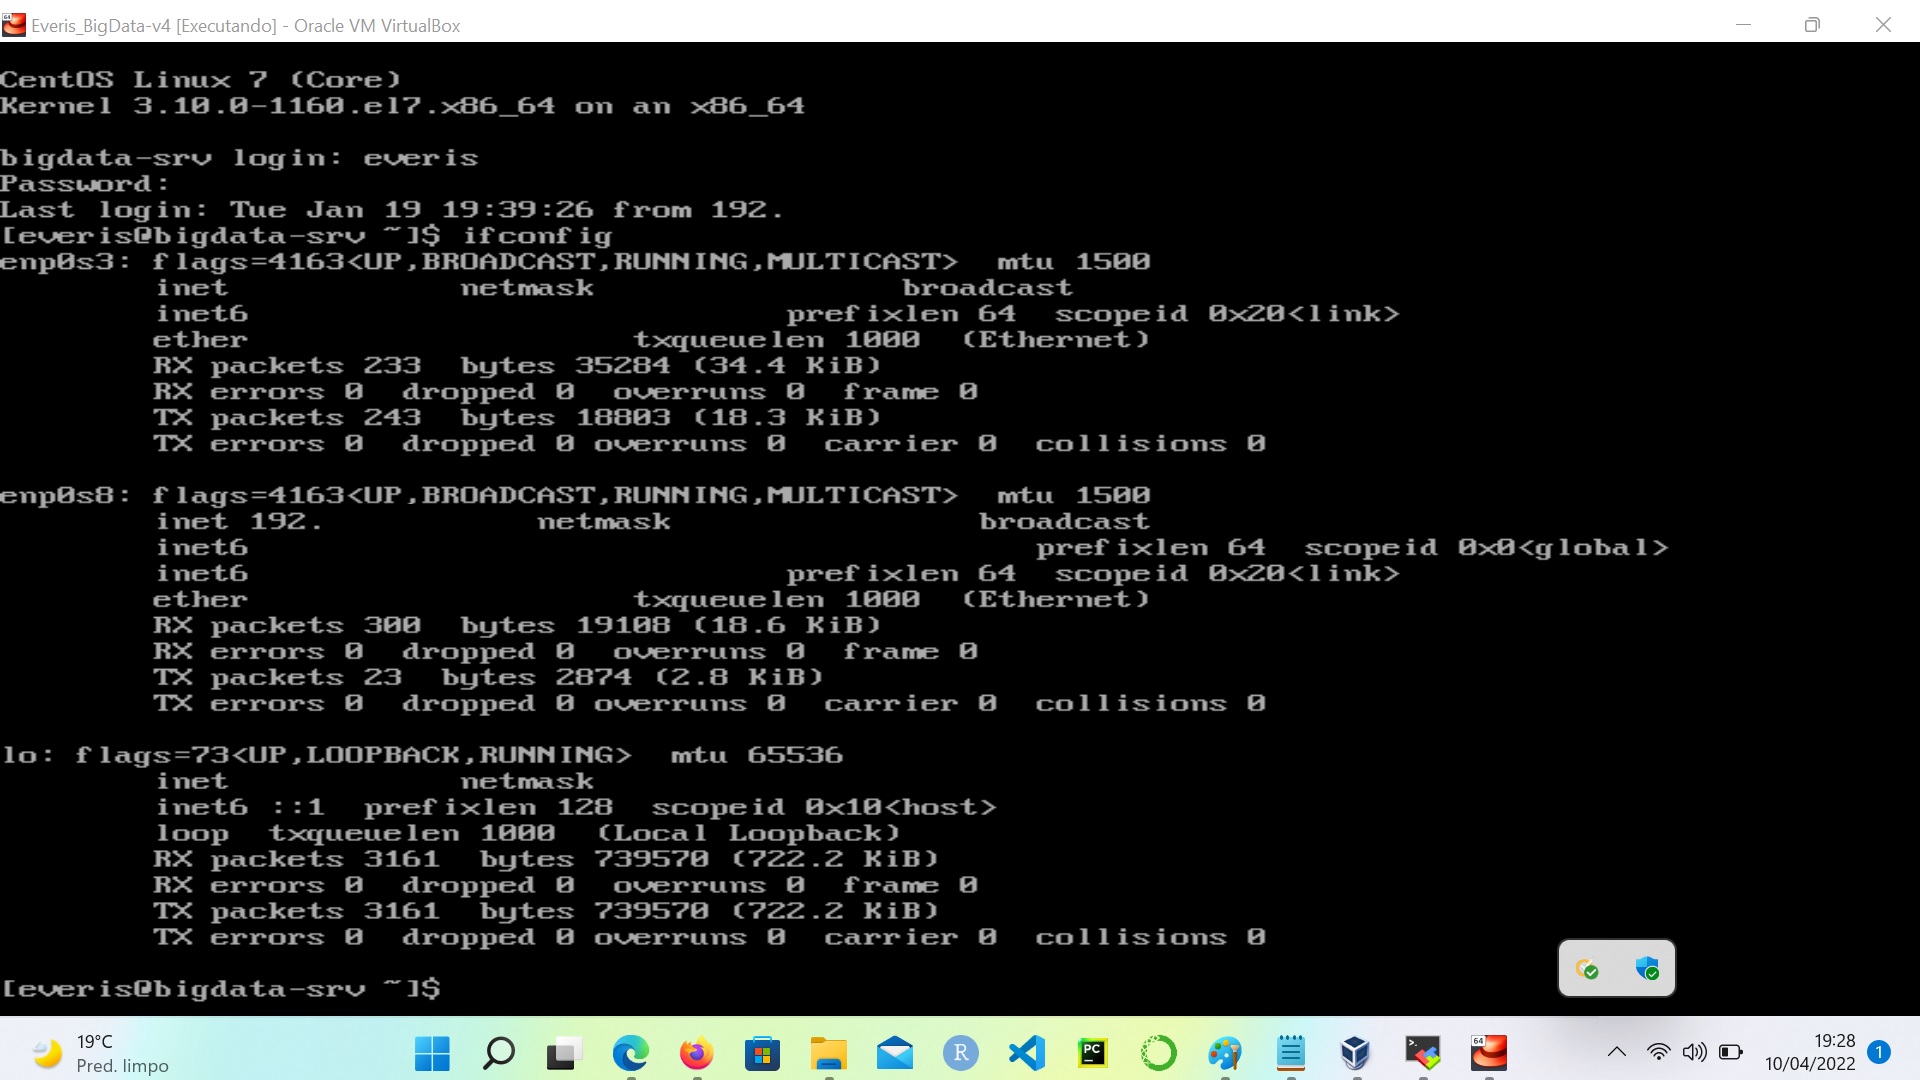 Everis_BigData-v4 [Executando] - Oracle VM VirtualBox
CentOS Linux 7 (Core)
Kernel 3.10.0-1160.el7.x86_64 on an x86_64
bigdata-srv login: everis
Password:
Last login: Tue Jan 19 19:39:26 from 192.
[everis@bigdata-srv ~]$ ifconfig
enp0s3: flags=4163<UP,BROADCAST,RUNNING,MULTICAST>  mtu 1500
inet netmask broadcast
inet6 prefixlen 64  scopeid 0x20<link>
ether txqueuelen 1000  (Ethernet)
RX packets 233  bytes 35284 (34.4 KiB)
RX errors 0  dropped 0  overruns 0  frame 0
TX packets 243  bytes 18803 (18.3 KiB)
TX errors 0  dropped 0 overruns 0  carrier 0  collisions 0
enp0s8: flags=4163<UP,BROADCAST,RUNNING,MULTICAST>  mtu 1500
inet 192. netmask broadcast
inet6 prefixlen 64  scopeid 0x0<global>
inet6 prefixlen 64  scopeid 0x20<link>
ether txqueuelen 1000  (Ethernet)
RX packets 300  bytes 19108 (18.6 KiB)
RX errors 0  dropped 0  overruns 0  frame 0
TX packets 23  bytes 2874 (2.8 KiB)
TX errors 0  dropped 0 overruns 0  carrier 0  collisions 0
lo: flags=73<UP,LOOPBACK,RUNNING>  mtu 65536
inet netmask
inet6 ::1  prefixlen 128  scopeid 0x10<host>
loop  txqueuelen 1000  (Local Loopback)
RX packets 3161  bytes 739570 (722.2 KiB)
RX errors 0  dropped 0  overruns 0  frame 0
TX packets 3161  bytes 739570 (722.2 KiB)
TX errors 0  dropped 0 overruns 0  carrier 0  collisions 0
[everis@bigdata-srv ~]$
19°C
Pred. limpo
R
PC
64
19:28
10/04/2022
1